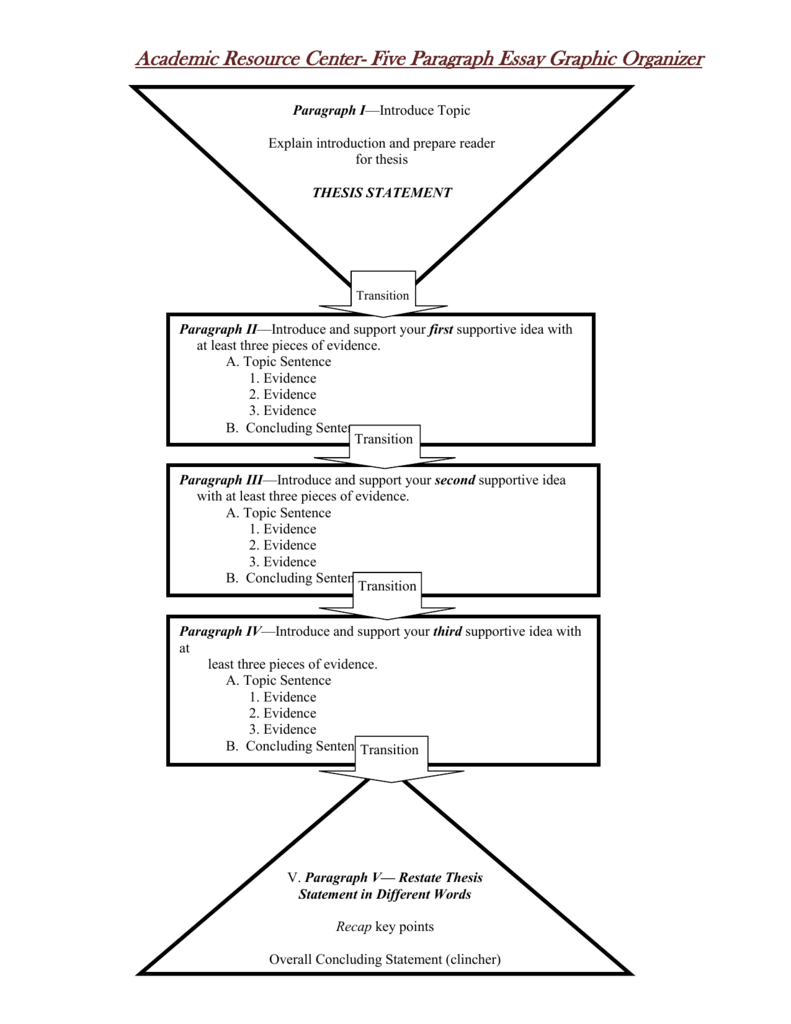 Academic Resource Center- Five Paragraph Essay Graphic Organizer
Paragraph I—Introduce Topic
Explain introduction and prepare reader
for thesis
THESIS STATEMENT
Transition
Paragraph II—Introduce and support your first supportive idea with
at least three pieces of evidence.
A. Topic Sentence
1. Evidence
2. Evidence
3. Evidence
B. Concluding Sente
Transition
Paragraph III—Introduce and support your second supportive idea
with at least three pieces of evidence.
A. Topic Sentence
1. Evidence
2. Evidence
3. Evidence
B. Concluding Senten
Transition
Paragraph IV—Introduce and support your third supportive idea with
at
least three pieces of evidence.
A. Topic Sentence
1. Evidence
2. Evidence
3. Evidence
B. Concluding Senten
Transition
V. Paragraph V— Restate Thesis
Statement in Different Words
Recap key points
Overall Concluding Statement (clincher)